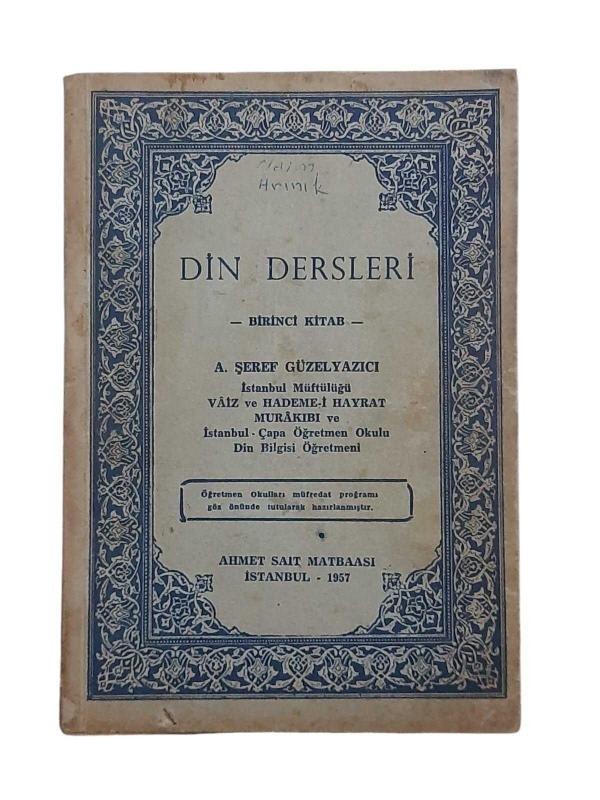 Arınık
DİN DERSLERİ
— BİRİNCİ KİTAB —
A. ŞEREF GÜZELYAZICI
İstanbul Müftülüğü
VÂİZ ve HADEME-İ HAYRAT
MURÂKIBI ve
İstanbul - Çapa Öğretmen Okulu
Din Bilgisi Öğretmeni
Öğretmen Okulları müfredat programı
göz önünde tutularak hazırlanmıştır.
AHMET SAİT MATBAASI
İSTANBUL - 1957